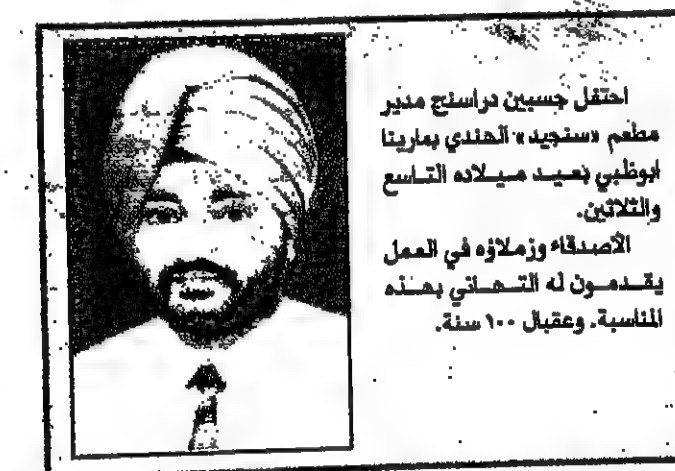 احتفل جسبين دراسنج مدير
مطعم «سنجيد» الهندي بمارينا
ابوظبي بعيد ميلاده التاسع
والثلاثين.
الأصدقاء وزملاؤه في العمل
يقدمون له التهاني بهذه
المناسبة. وعقبال ١٠٠ سنة.